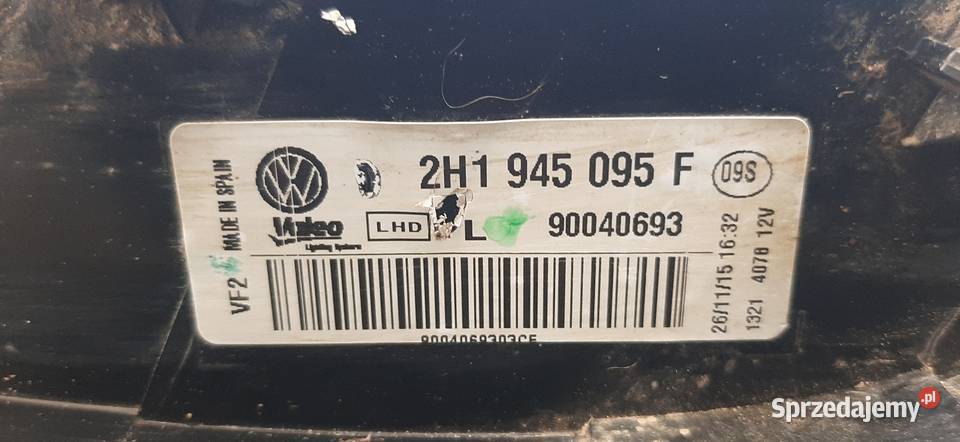 2H1 945 095 F
09S
Valeo
Lighting Systems
LHD
L
90040693
MADE IN SPAIN
VF2
9004069303CE
26/11/15 16:32
1321 4078 12V
Sprzedajemy.pl